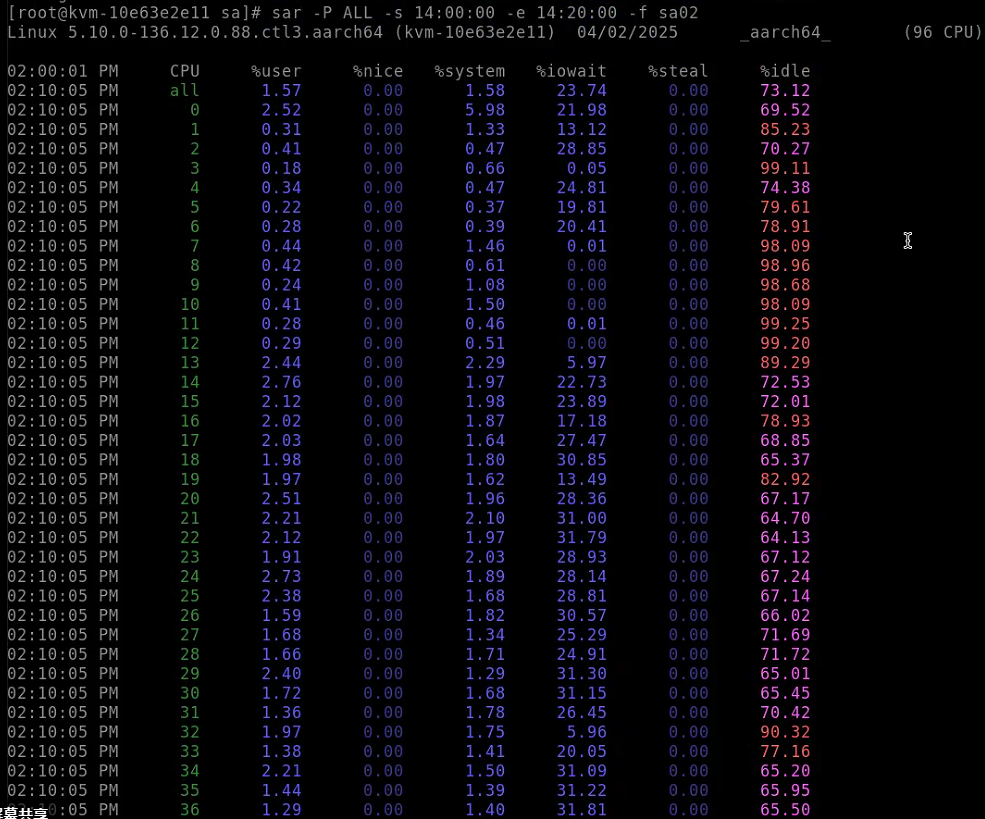 [root@kvm-10e63e2e11 sa]# sar -P ALL -s 14:00:00 -e 14:20:00 -f sa02
Linux 5.10.0-136.12.0.88.ctl3.aarch64 (kvm-10e63e2e11) 04/02/2025 _aarch64_ (96 CPU)
02:00:01 PM CPU %user %nice %system %iowait %steal %idle
02:10:05 PM all 1.57 0.00 1.58 23.74 0.00 73.12
02:10:05 PM 0 2.52 0.00 5.98 21.98 0.00 69.52
02:10:05 PM 1 0.31 0.00 1.33 13.12 0.00 85.23
02:10:05 PM 2 0.41 0.00 0.47 28.85 0.00 70.27
02:10:05 PM 3 0.18 0.00 0.66 0.05 0.00 99.11
02:10:05 PM 4 0.34 0.00 0.47 24.81 0.00 74.38
02:10:05 PM 5 0.22 0.00 0.37 19.81 0.00 79.61
02:10:05 PM 6 0.28 0.00 0.39 20.41 0.00 78.91
02:10:05 PM 7 0.44 0.00 1.46 0.01 0.00 98.09
02:10:05 PM 8 0.42 0.00 0.61 0.00 0.00 98.96
02:10:05 PM 9 0.24 0.00 1.08 0.00 0.00 98.68
02:10:05 PM 10 0.41 0.00 1.50 0.00 0.00 98.09
02:10:05 PM 11 0.28 0.00 0.46 0.01 0.00 99.25
02:10:05 PM 12 0.29 0.00 0.51 0.00 0.00 99.20
02:10:05 PM 13 2.44 0.00 2.29 5.97 0.00 89.29
02:10:05 PM 14 2.76 0.00 1.97 22.73 0.00 72.53
02:10:05 PM 15 2.12 0.00 1.98 23.89 0.00 72.01
02:10:05 PM 16 2.02 0.00 1.87 17.18 0.00 78.93
02:10:05 PM 17 2.03 0.00 1.64 27.47 0.00 68.85
02:10:05 PM 18 1.98 0.00 1.80 30.85 0.00 65.37
02:10:05 PM 19 1.97 0.00 1.62 13.49 0.00 82.92
02:10:05 PM 20 2.51 0.00 1.96 28.36 0.00 67.17
02:10:05 PM 21 2.21 0.00 2.10 31.00 0.00 64.70
02:10:05 PM 22 2.12 0.00 1.97 31.79 0.00 64.13
02:10:05 PM 23 1.91 0.00 2.03 28.93 0.00 67.12
02:10:05 PM 24 2.73 0.00 1.89 28.14 0.00 67.24
02:10:05 PM 25 2.38 0.00 1.68 28.81 0.00 67.14
02:10:05 PM 26 1.59 0.00 1.82 30.57 0.00 66.02
02:10:05 PM 27 1.68 0.00 1.34 25.29 0.00 71.69
02:10:05 PM 28 1.66 0.00 1.71 24.91 0.00 71.72
02:10:05 PM 29 2.40 0.00 1.29 31.30 0.00 65.01
02:10:05 PM 30 1.72 0.00 1.68 31.15 0.00 65.45
02:10:05 PM 31 1.36 0.00 1.78 26.45 0.00 70.42
02:10:05 PM 32 1.97 0.00 1.75 5.96 0.00 90.32
02:10:05 PM 33 1.38 0.00 1.41 20.05 0.00 77.16
02:10:05 PM 34 2.21 0.00 1.50 31.09 0.00 65.20
02:10:05 PM 35 1.44 0.00 1.39 31.22 0.00 65.95
02:10:05 PM 36 1.29 0.00 1.40 31.81 0.00 65.50
屏幕共享